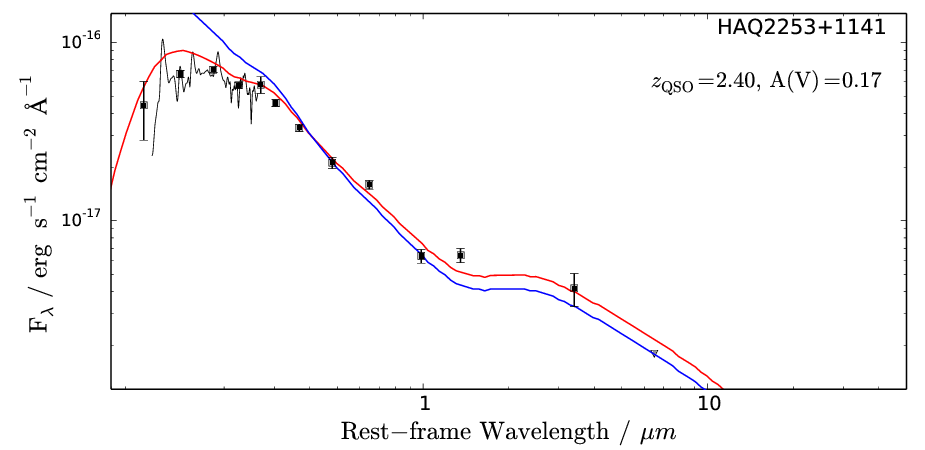 HAQ2253+1141
z_QSO=2.40, A(V)=0.17
10^-16
10^-17
F_λ / erg s^-1 cm^-2 Å^-1
1 10
Rest−frame Wavelength / μm